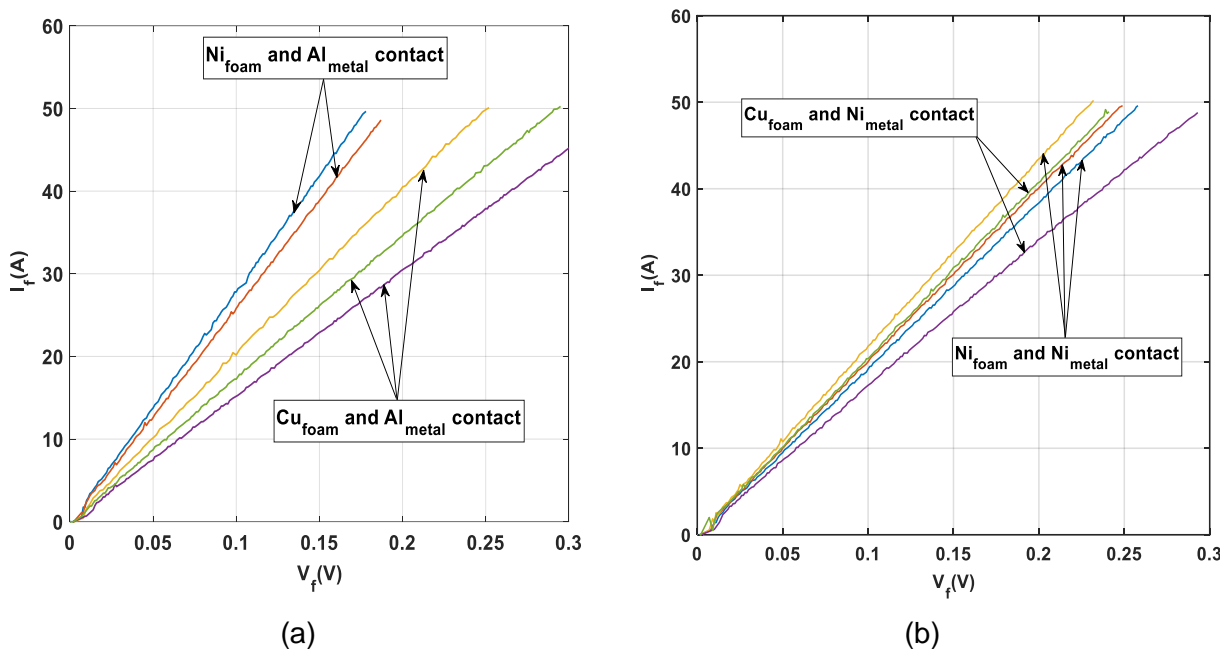 60
50
40
30
20
10
0
I_f(A)
Ni_foam and Al_metal contact
Cu_foam and Al_metal contact
0 0.05 0.1 0.15 0.2 0.25 0.3
V_f(V)
(a)
60
50
40
30
20
10
0
I_f(A)
Cu_foam and Ni_metal contact
Ni_foam and Ni_metal contact
0 0.05 0.1 0.15 0.2 0.25 0.3
V_f(V)
(b)